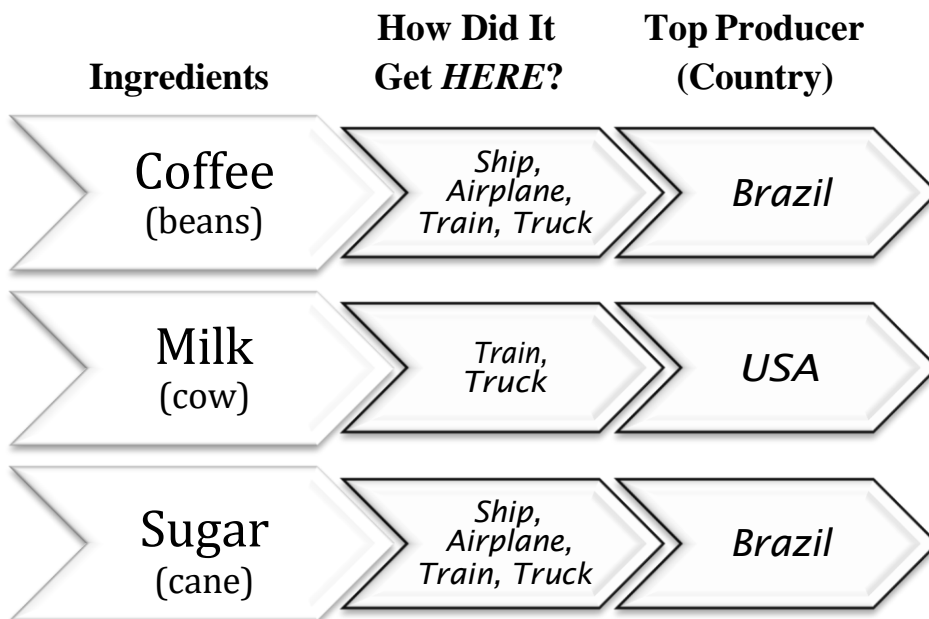 Ingredients
How Did It
Get HERE?
Top Producer
(Country)
Coffee
(beans)
Ship,
Airplane,
Train, Truck
Brazil
Milk
(cow)
Train,
Truck
USA
Sugar
(cane)
Ship,
Airplane,
Train, Truck
Brazil